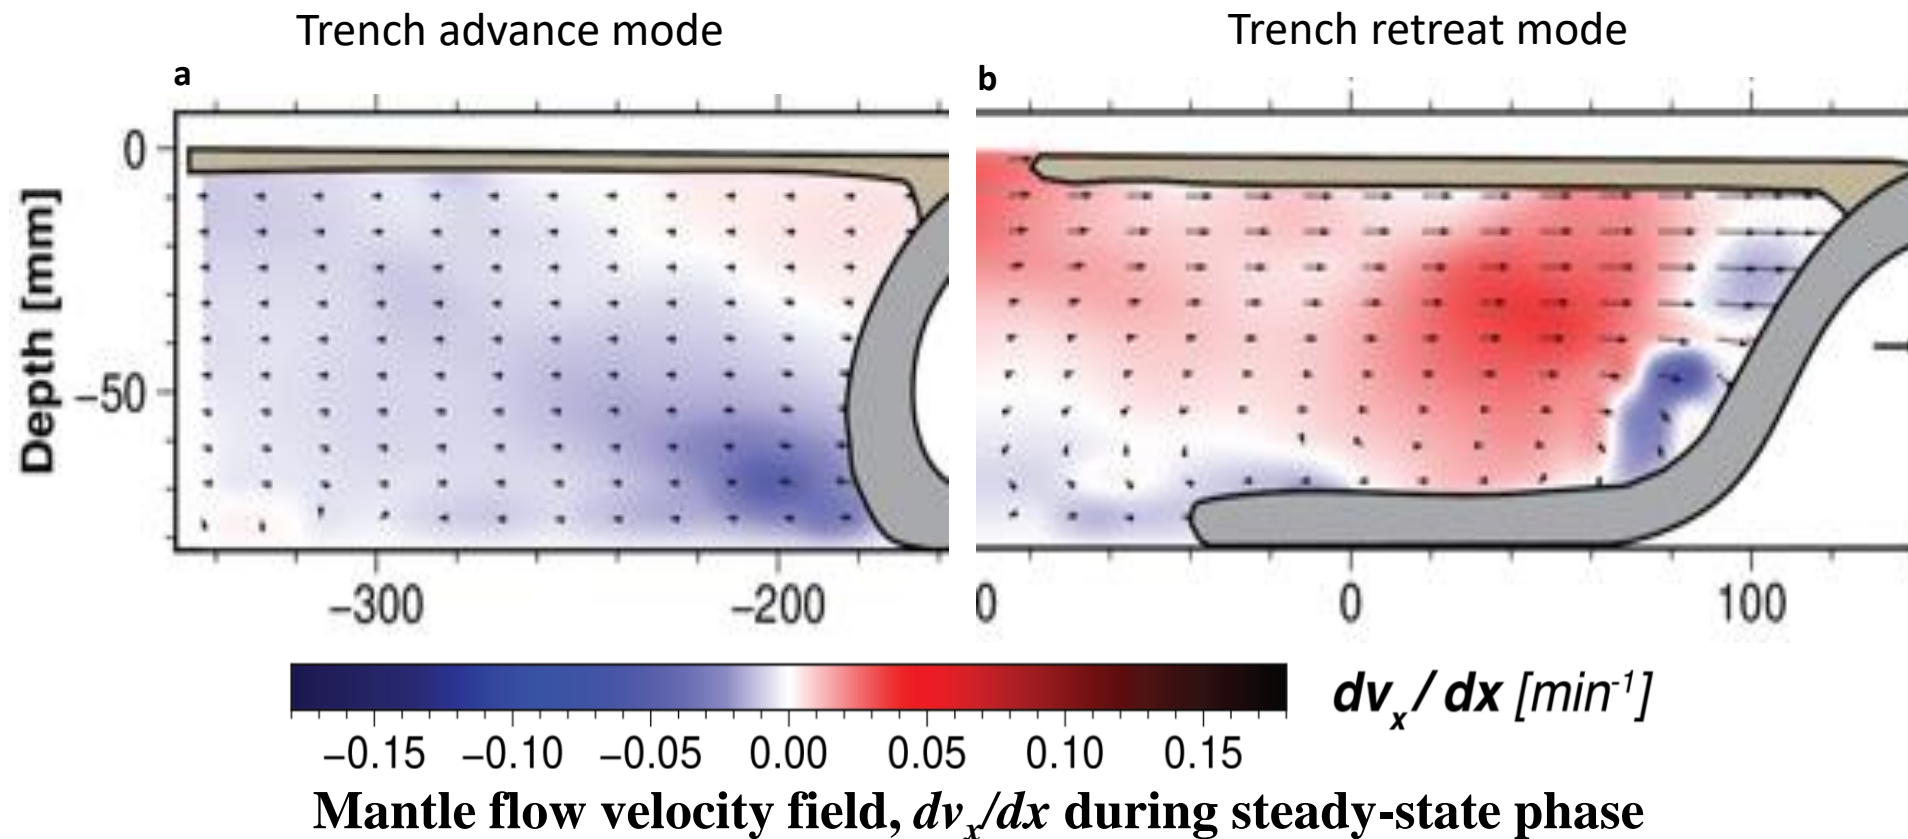 Trench advance mode
Trench retreat mode
a
b
0
−50
Depth [mm]
−300
−200
0
0
100
dvx/dx [min-1]
−0.15 −0.10 −0.05 0.00 0.05 0.10 0.15
Mantle flow velocity field, dvx/dx during steady-state phase